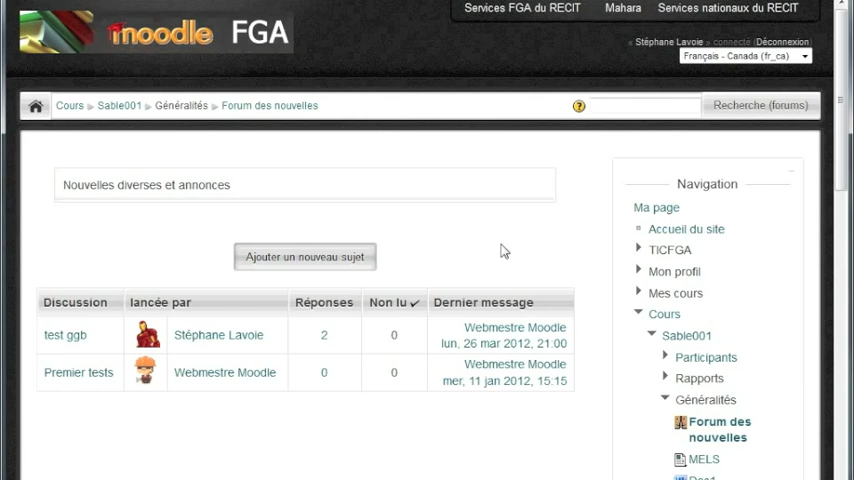 Services FGA du RECIT Mahara Services nationaux du RECIT
moodle FGA
« Stéphane Lavoie » connecté (Déconnexion)
Français - Canada (fr_ca)
Cours Sable001 Généralités Forum des nouvelles
Recherche (forums)
Nouvelles diverses et annonces
Ajouter un nouveau sujet
Discussion lancée par Réponses Non lu ✔ Dernier message
test ggb Stéphane Lavoie 2 0 Webmestre Moodle
lun, 26 mar 2012, 21:00
Premier tests Webmestre Moodle 0 0 Webmestre Moodle
mer, 11 jan 2012, 15:15
Navigation
Ma page
Accueil du site
TICFGA
Mon profil
Mes cours
Cours
Sable001
Participants
Rapports
Généralités
Forum des
nouvelles
MELS